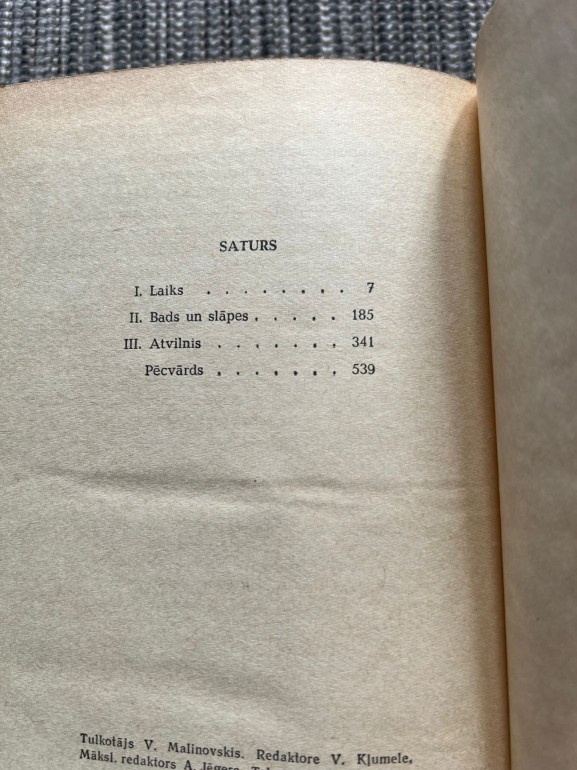 SATURS
I. Laiks . . . . . . . . 7
II. Bads un slāpes . . . . . 185
III. Atvilnis . . . . . . . 341
Pēcvārds . . . . . . . 539
Tulkotājs V. Malinovskis. Redaktore V. Kļumele,
Māksl. redaktors A.